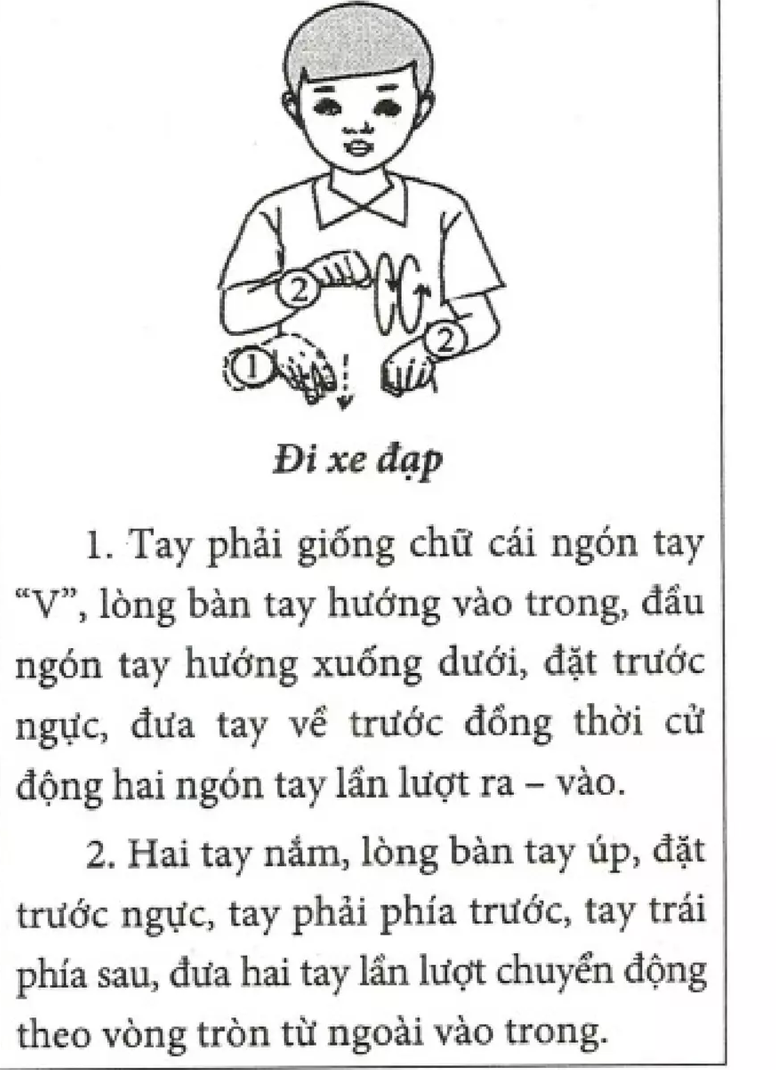 2
2
1
Đi xe đạp
1. Tay phải giống chữ cái ngón tay
“V”, lòng bàn tay hướng vào trong, đầu
ngón tay hướng xuống dưới, đặt trước
ngực, đưa tay về trước đồng thời cử
động hai ngón tay lần lượt ra – vào.
2. Hai tay nắm, lòng bàn tay úp, đặt
trước ngực, tay phải phía trước, tay trái
phía sau, đưa hai tay lần lượt chuyển động
theo vòng tròn từ ngoài vào trong.